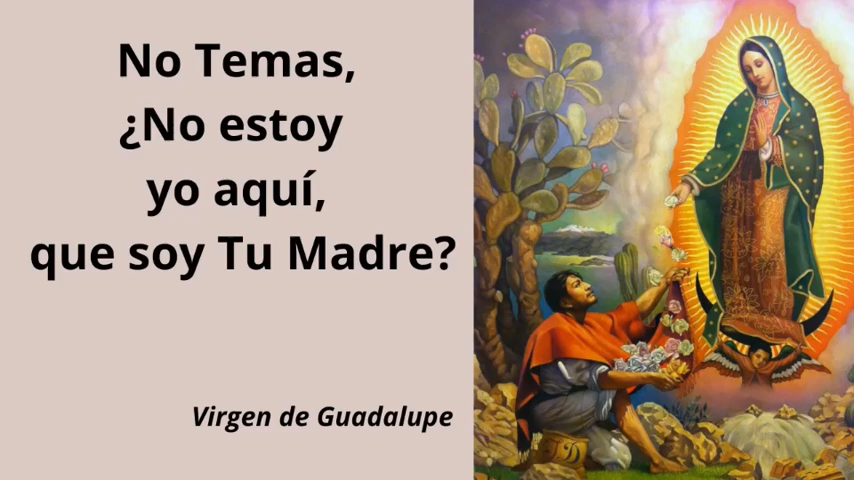 No Temas,
¿No estoy
yo aquí,
que soy Tu Madre?
Virgen de Guadalupe